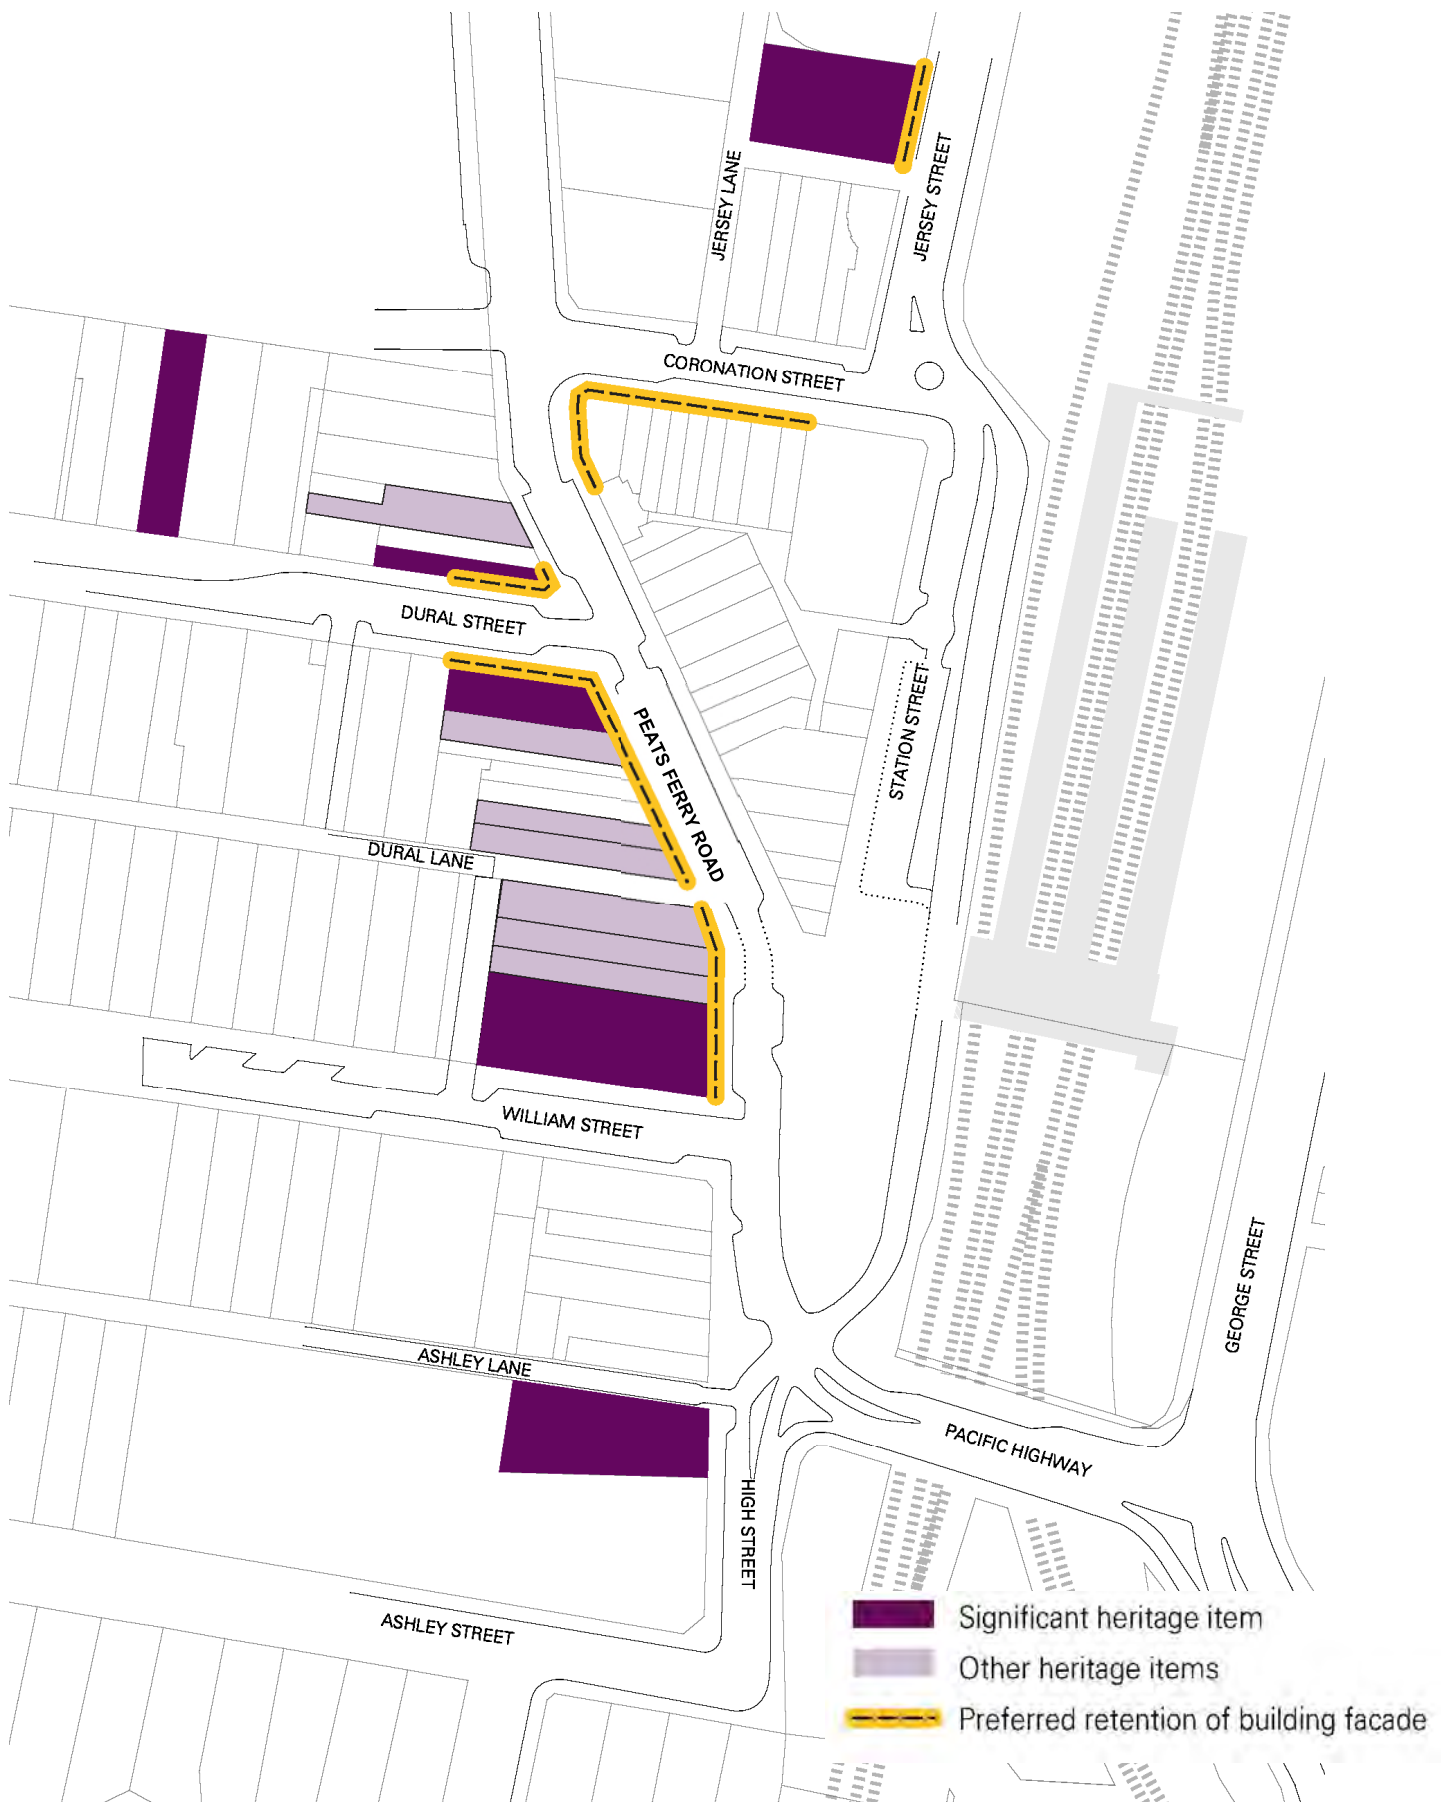 JERSEY LANE
JERSEY STREET
CORONATION STREET
DURAL STREET
PEATS FERRY ROAD
STATION STREET
DURAL LANE
WILLIAM STREET
GEORGE STREET
ASHLEY LANE
PACIFIC HIGHWAY
HIGH STREET
ASHLEY STREET
Significant heritage item
Other heritage items
Preferred retention of building facade